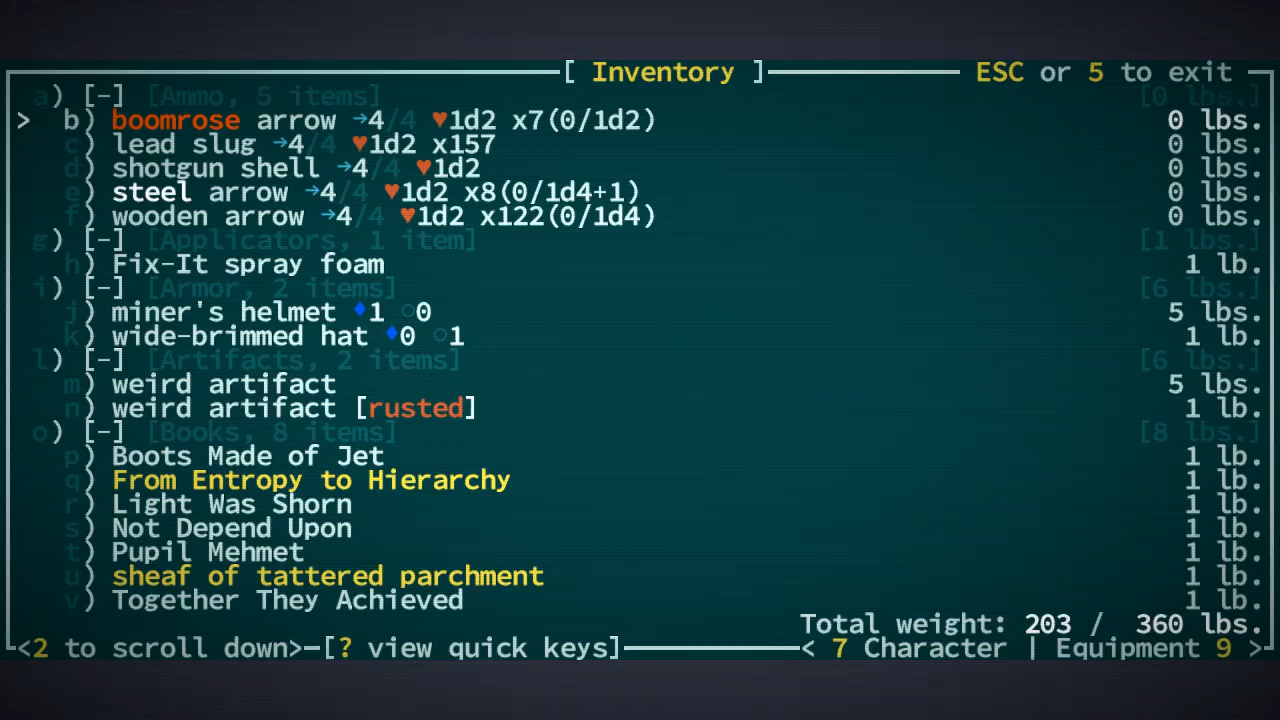 [ Inventory ] ESC or 5 to exit
a) [-] [Ammo, 5 items] [0 lbs.]
> b) boomrose arrow →4/4 ♥1d2 x7(0/1d2) 0 lbs.
c) lead slug →4/4 ♥1d2 x157 0 lbs.
d) shotgun shell →4/4 ♥1d2 0 lbs.
e) steel arrow →4/4 ♥1d2 x8(0/1d4+1) 0 lbs.
f) wooden arrow →4/4 ♥1d2 x122(0/1d4) 0 lbs.
g) [-] [Applicators, 1 item] [1 lbs.]
h) Fix-It spray foam 1 lb.
i) [-] [Armor, 2 items] [6 lbs.]
j) miner's helmet ♦1 ○0 5 lbs.
k) wide-brimmed hat ♦0 ○1 1 lb.
l) [-] [Artifacts, 2 items] [6 lbs.]
m) weird artifact 5 lbs.
n) weird artifact [rusted] 1 lb.
o) [-] [Books, 8 items] [8 lbs.]
p) Boots Made of Jet 1 lb.
q) From Entropy to Hierarchy 1 lb.
r) Light Was Shorn 1 lb.
s) Not Depend Upon 1 lb.
t) Pupil Mehmet 1 lb.
u) sheaf of tattered parchment 1 lb.
v) Together They Achieved 1 lb.
Total weight: 203 / 360 lbs.
<2 to scroll down> [? view quick keys] < 7 Character | Equipment 9 >